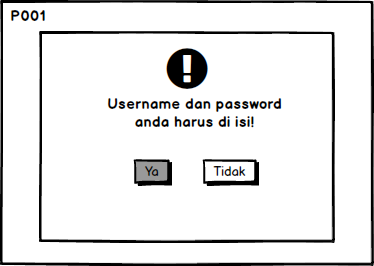 P001
!
Username dan password
anda harus di isi!
Ya
Tidak